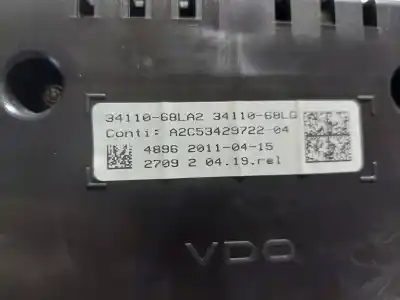 34110-68LA2 34110-68LG
Conti: A2C53429722-04
4896 2011-04-15
2709 2 04.19.rel
VDO